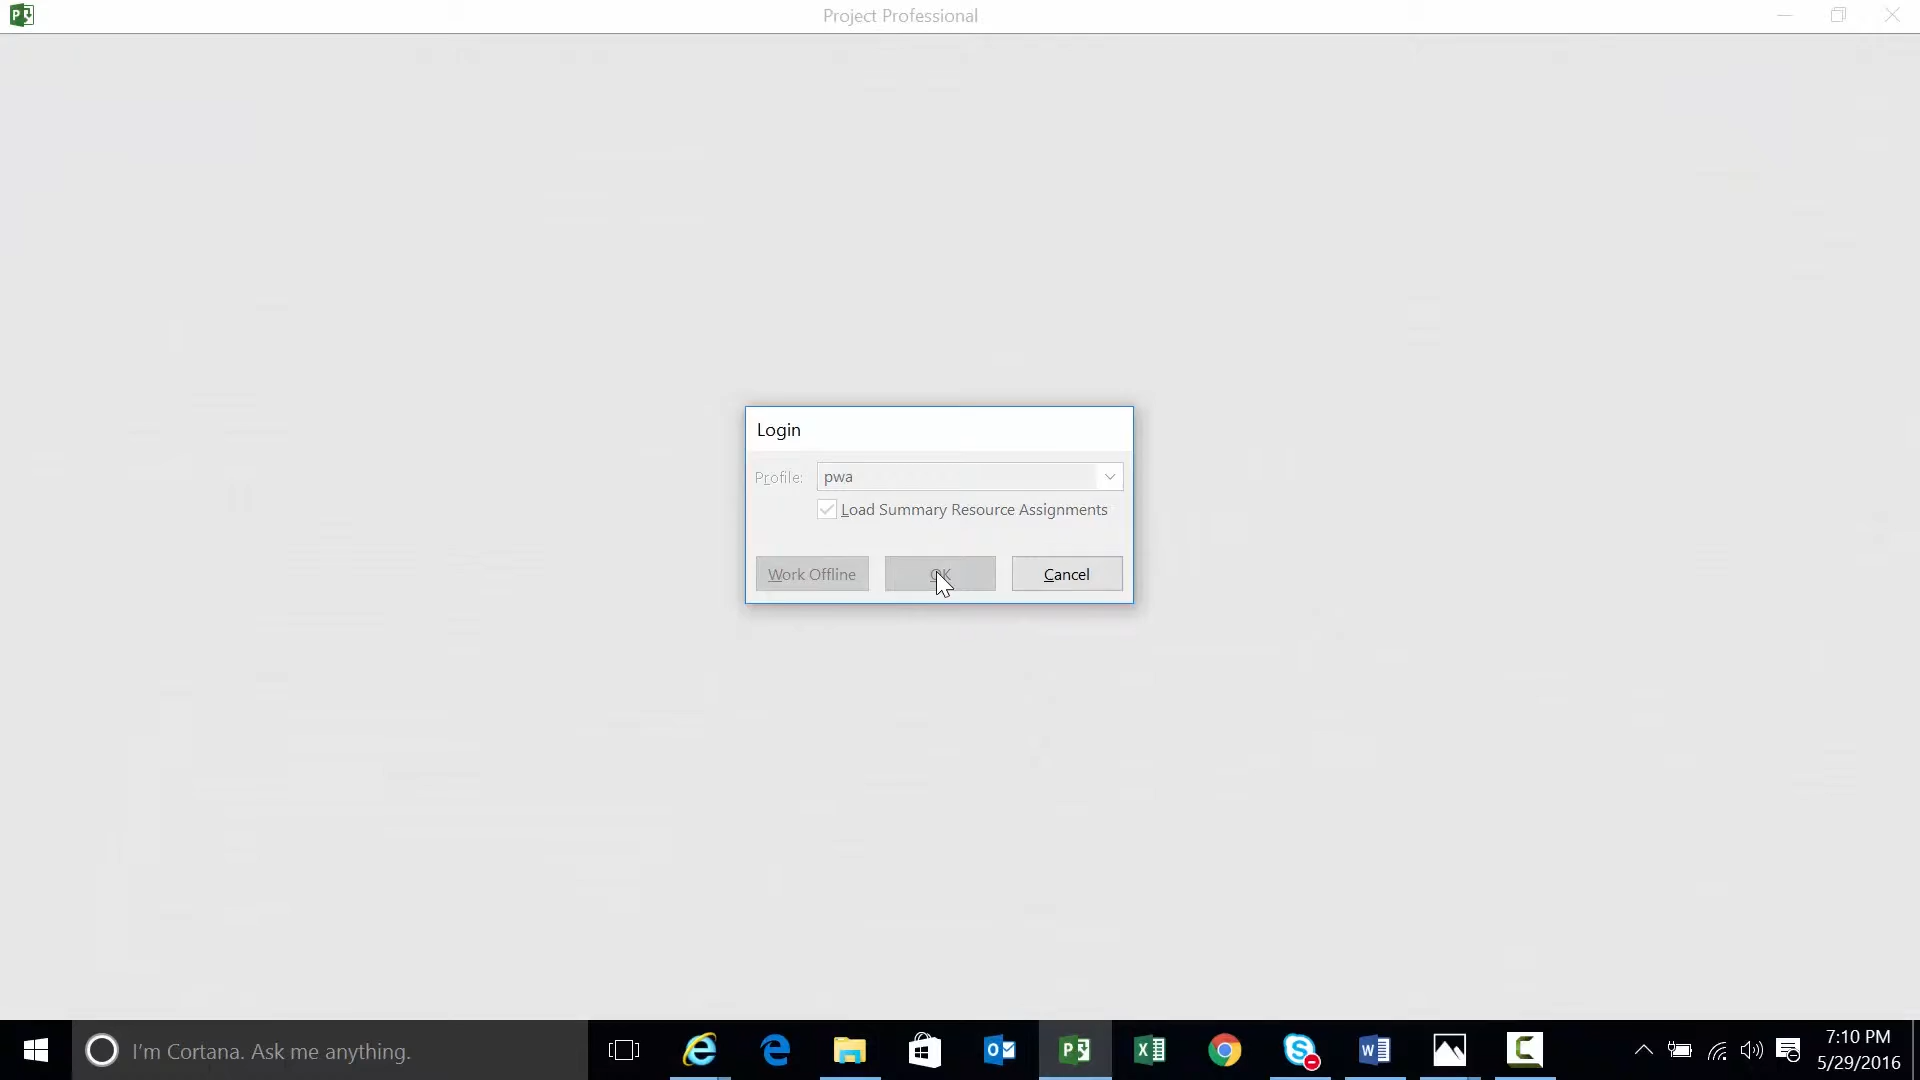 Project Professional
Login
Profile: pwa
Load Summary Resource Assignments
Work Offline OK Cancel
I'm Cortana. Ask me anything.
7:10 PM
5/29/2016